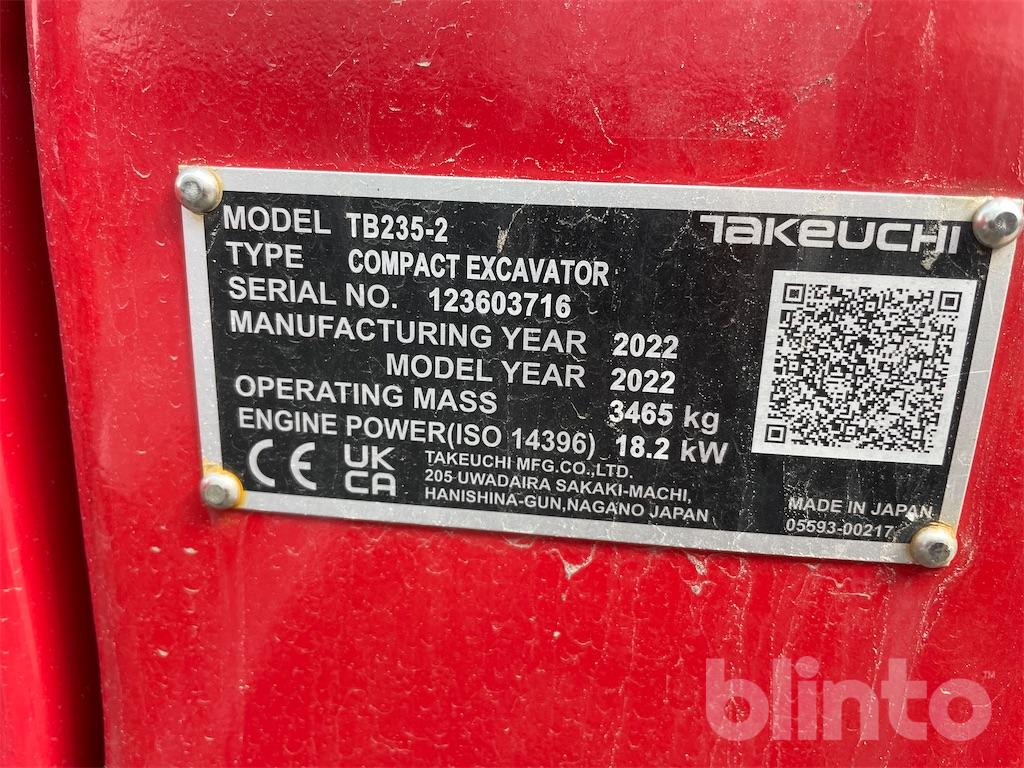 MODEL TB235-2
TAKEUCHI
TYPE COMPACT EXCAVATOR
SERIAL NO. 123603716
MANUFACTURING YEAR 2022
MODEL YEAR 2022
OPERATING MASS 3465 kg
ENGINE POWER(ISO 14396) 18.2 kW
CE UK CA
TAKEUCHI MFG.CO.,LTD.
205 UWADAIRA SAKAKI-MACHI,
HANISHINA-GUN,NAGANO JAPAN
MADE IN JAPAN
05593-00217
blinto™